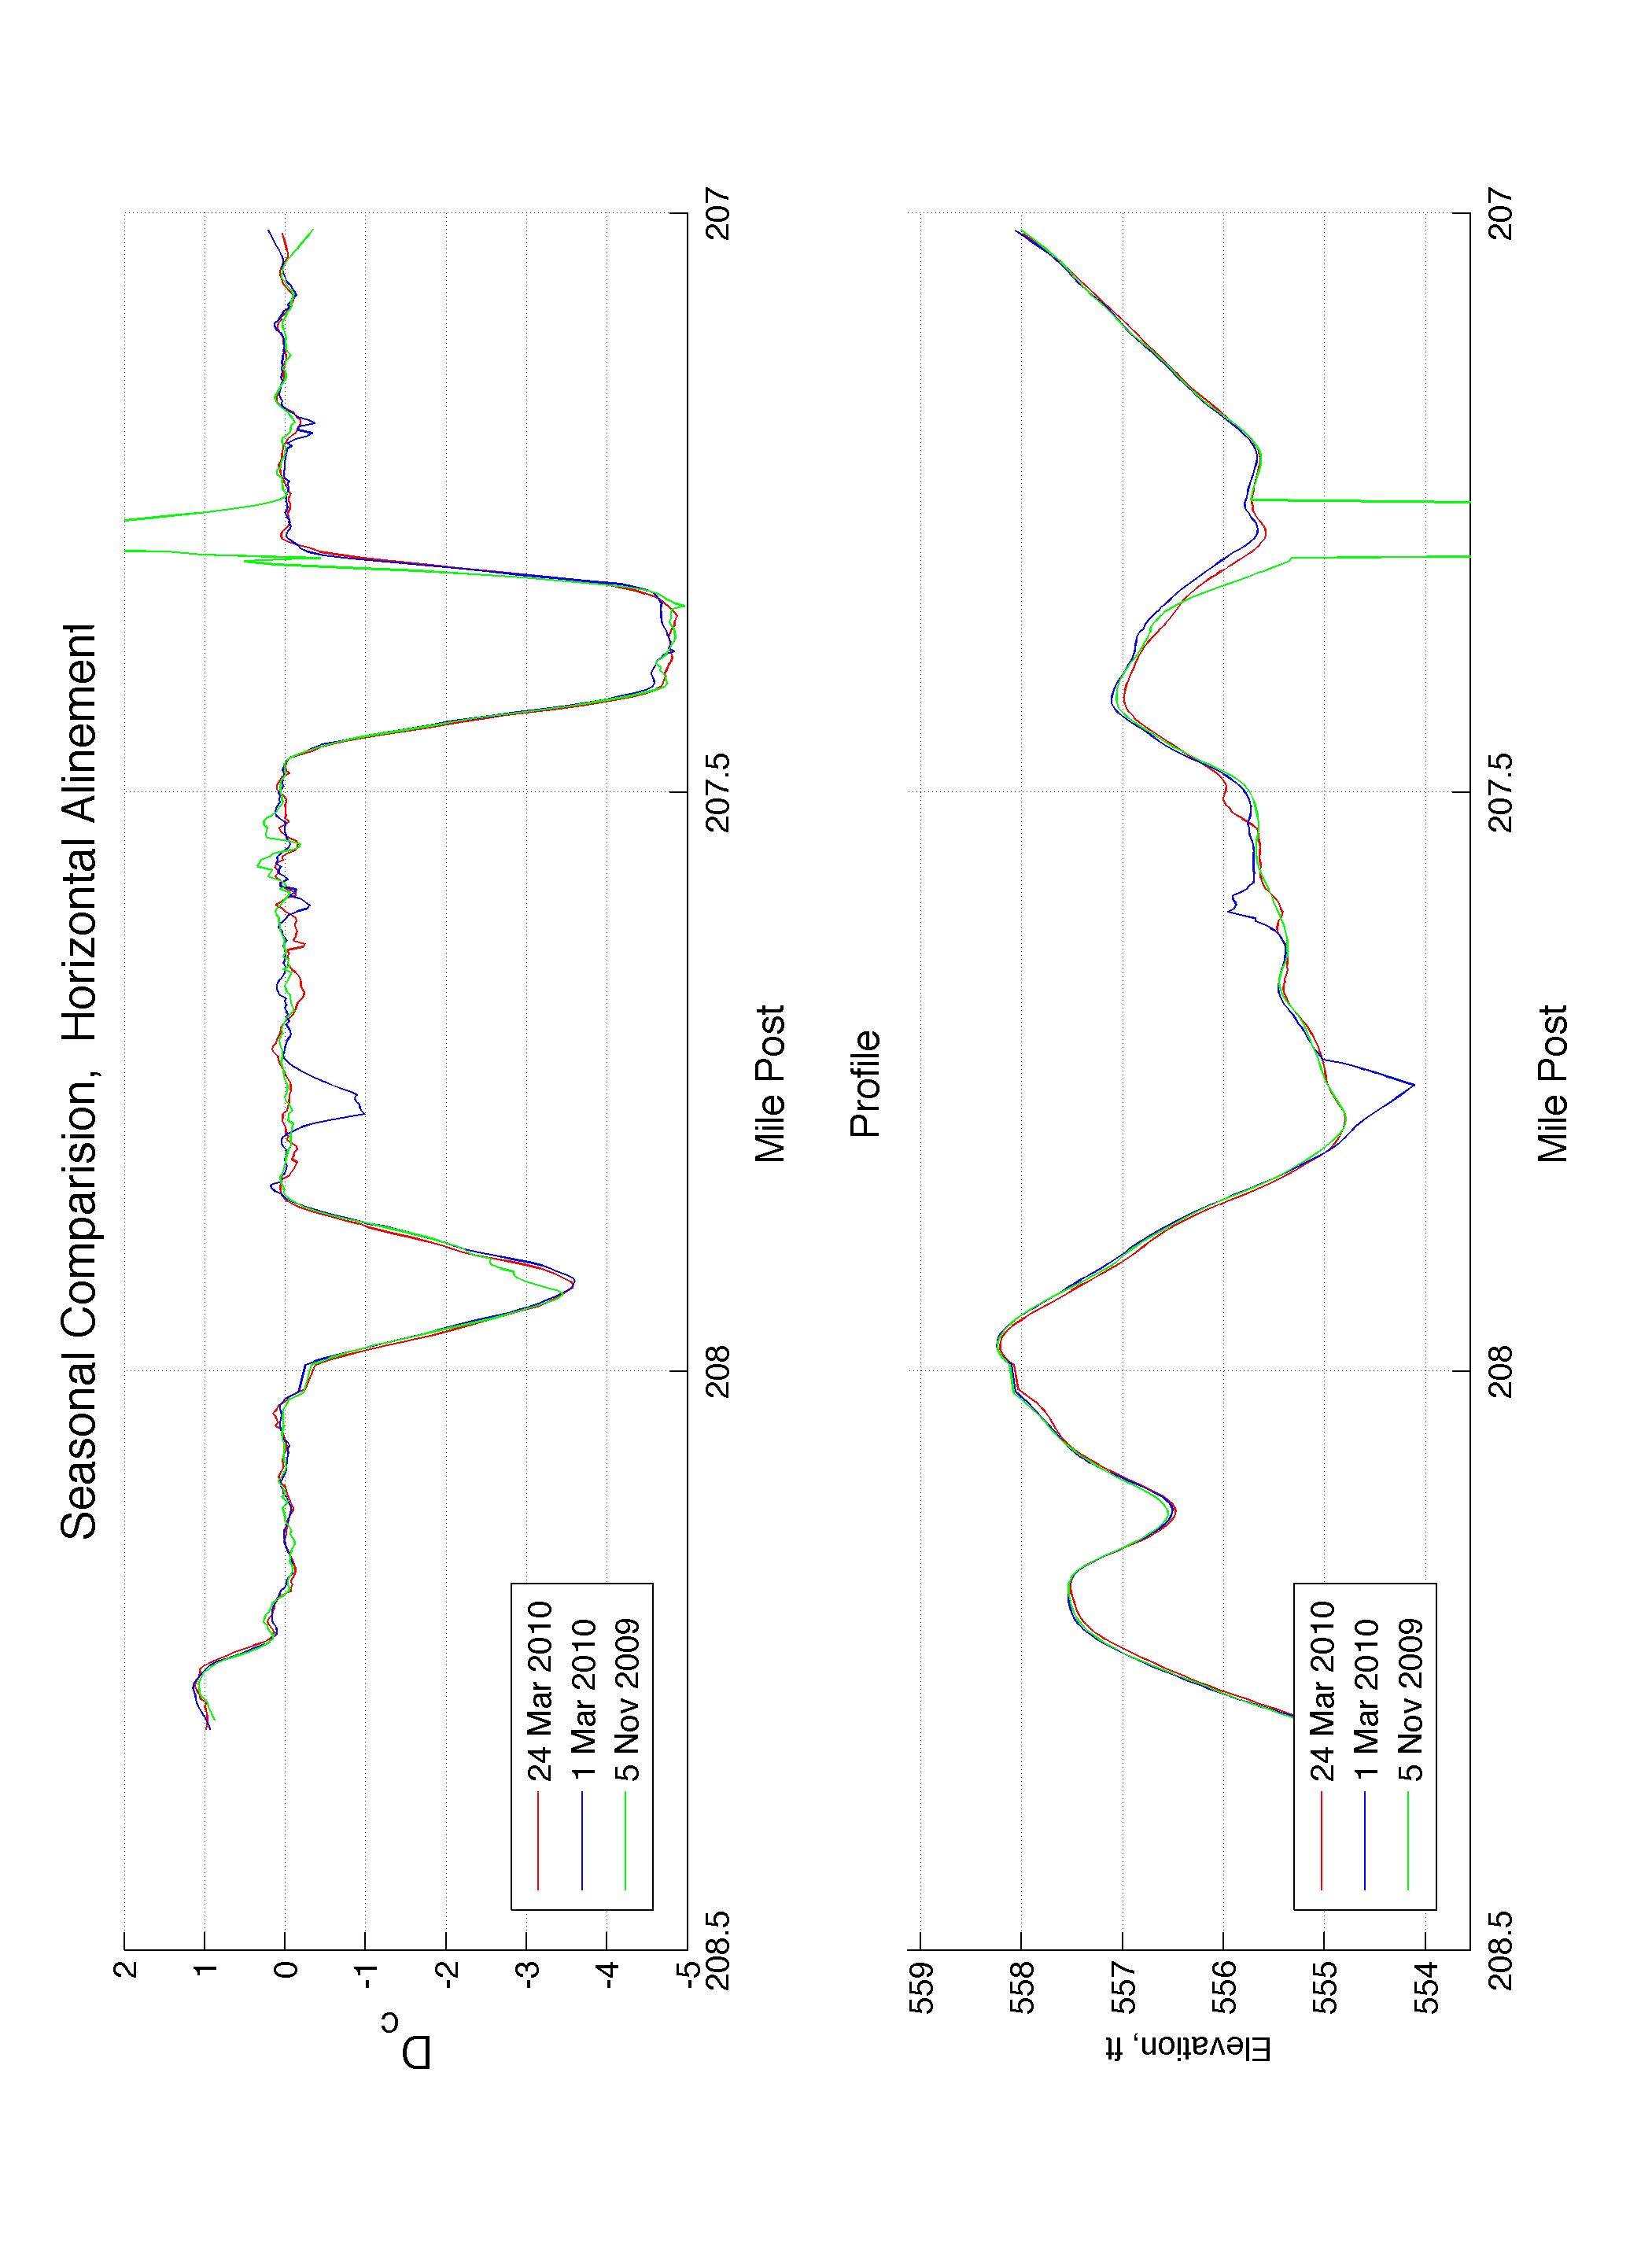 Seasonal Comparision, Horizontal Alinement
2
1
0
-1
-2
-3
-4
-5
Dc
208.5
208
207.5
207
Mile Post
24 Mar 2010
1 Mar 2010
5 Nov 2009
Profile
559
558
557
556
555
554
Elevation, ft
208.5
208
207.5
207
Mile Post
24 Mar 2010
1 Mar 2010
5 Nov 2009